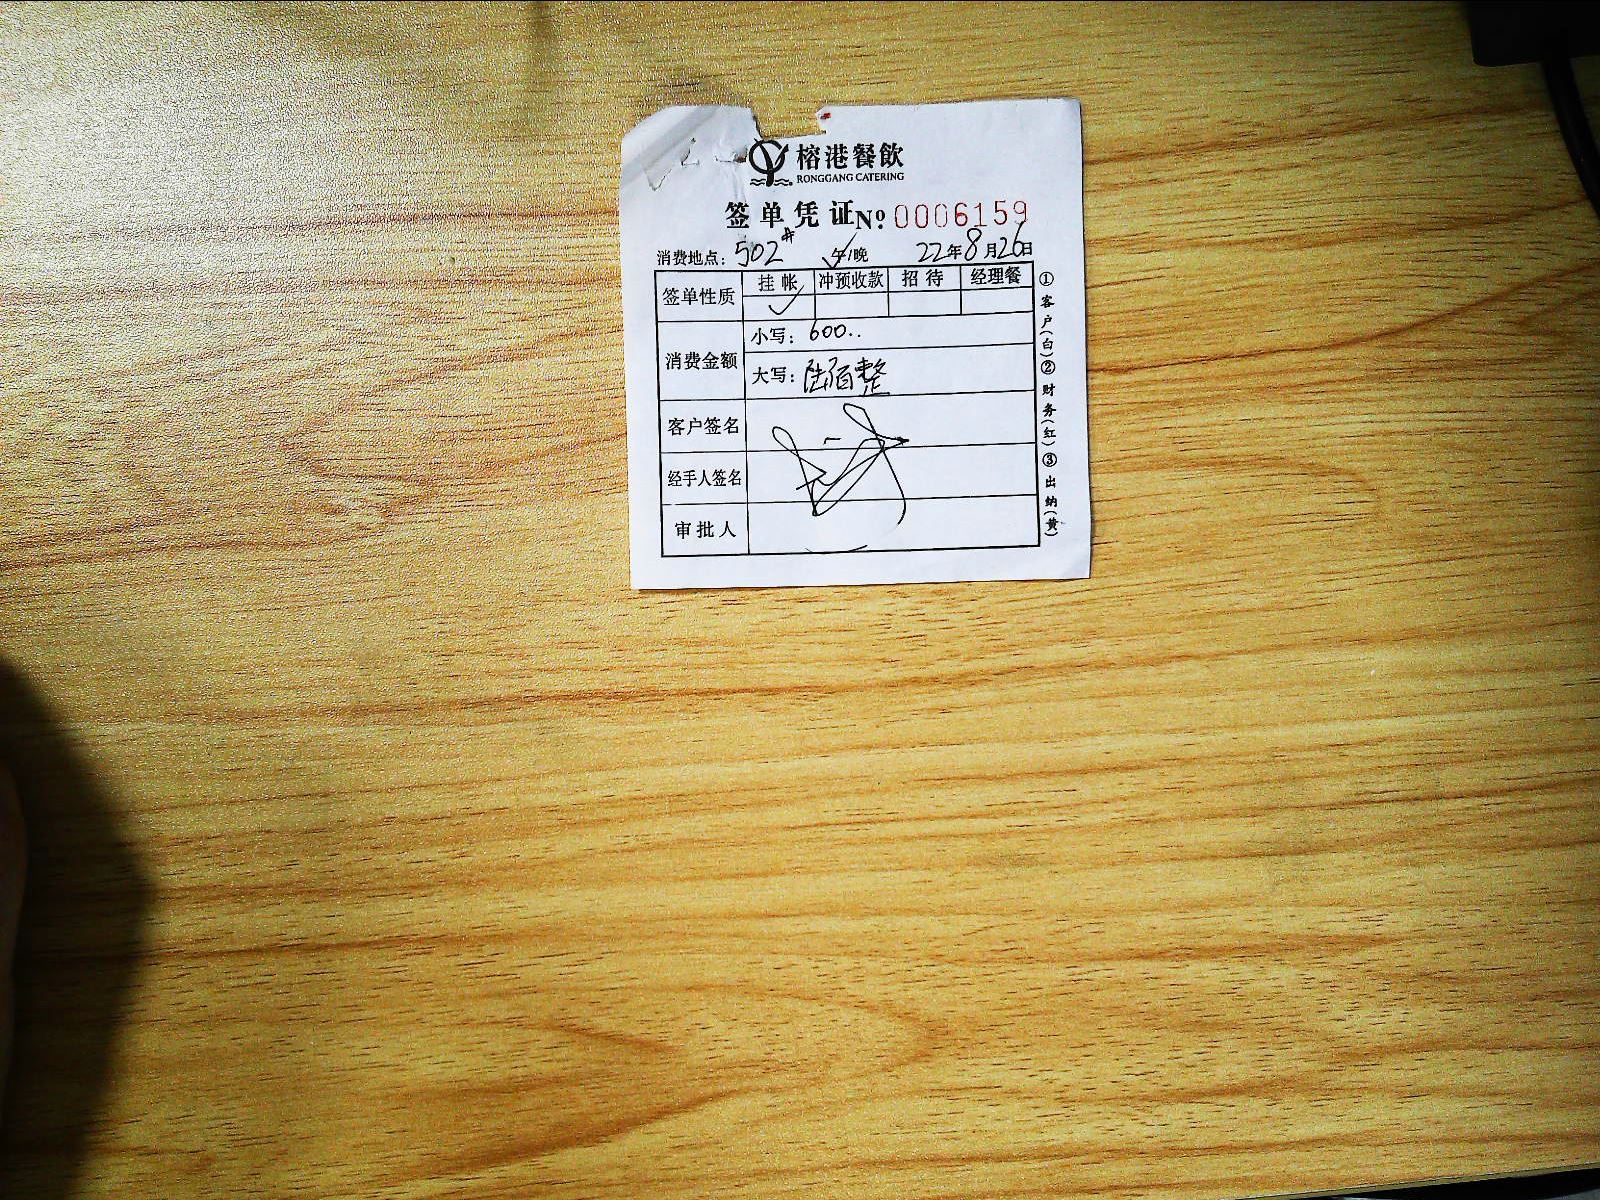 榕港餐飲
RONGGANG CATERING
签单凭证 № 0006159
消费地点：502# 午/晚 22年8月26日
签单性质 挂帐 冲预收款 招待 经理餐
✓
消费金额 小写：600..
大写：陆佰整
客户签名
经手人签名
审批人
①客户(白)②财务(红)③出纳(黄)